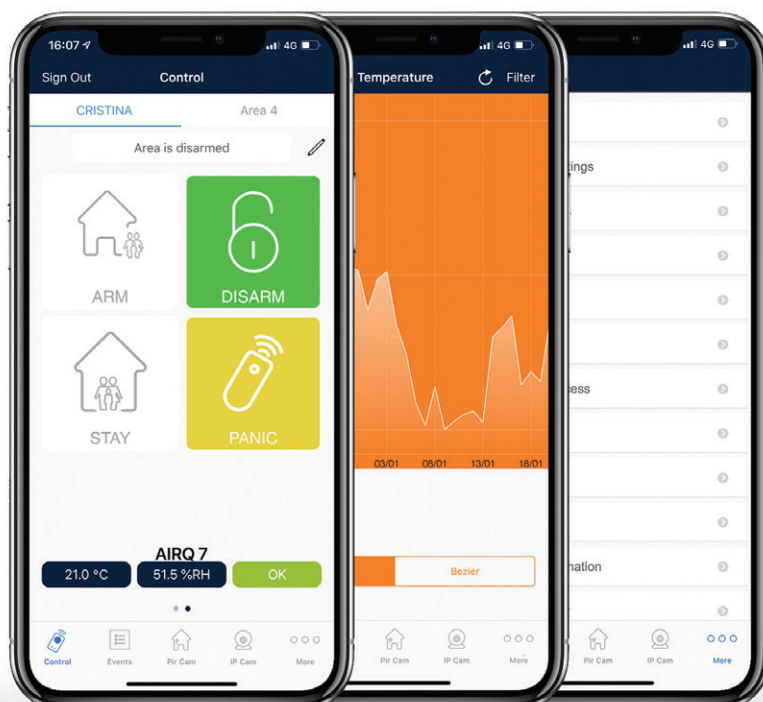 16:07 4G
Sign Out Control
CRISTINA Area 4
Area is disarmed
ARM DISARM
STAY PANIC
AIRQ 7
21.0 °C 51.5 %RH OK
Control Events Pir Cam IP Cam More
4G
Temperature Filter
03/01 08/01 13/01 18/01
Bezier
Pir Cam IP Cam More
4G
tings
ess
nation
Pir Cam IP Cam More